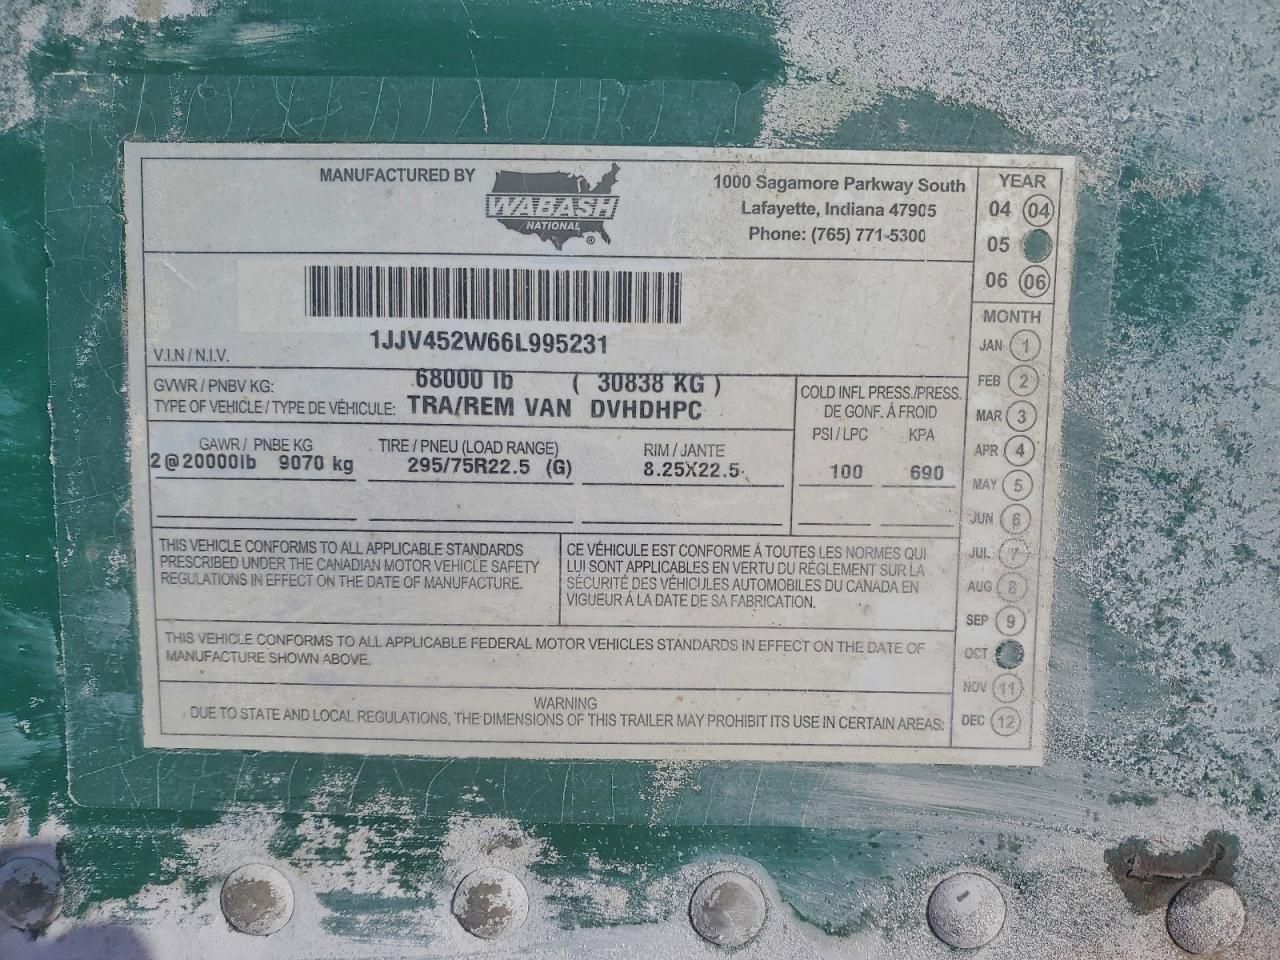 MANUFACTURED BY
WABASH
NATIONAL ®
1000 Sagamore Parkway South
Lafayette, Indiana 47905
Phone: (765) 771-5300
YEAR
04 04
05
06 06
1JJV452W66L995231
V.I.N / N.I.V.
GVWR / PNBV KG: 68000 lb ( 30838 KG )
TYPE OF VEHICLE / TYPE DE VÉHICULE: TRA/REM VAN DVHDHPC
COLD INFL PRESS./PRESS.
DE GONF. Á FROID
PSI / LPC KPA
GAWR / PNBE KG TIRE / PNEU (LOAD RANGE) RIM / JANTE
2@20000lb 9070 kg 295/75R22.5 (G) 8.25X22.5 100 690
THIS VEHICLE CONFORMS TO ALL APPLICABLE STANDARDS
PRESCRIBED UNDER THE CANADIAN MOTOR VEHICLE SAFETY
REGULATIONS IN EFFECT ON THE DATE OF MANUFACTURE.
CE VÉHICULE EST CONFORME Á TOUTES LES NORMES QUI
LUI SONT APPLICABLES EN VERTU DU RÉGLEMENT SUR LA
SÉCURITÉ DES VÉHICULES AUTOMOBILES DU CANADA EN
VIGUEUR Á LA DATE DE SA FABRICATION.
THIS VEHICLE CONFORMS TO ALL APPLICABLE FEDERAL MOTOR VEHICLES STANDARDS IN EFFECT ON THE DATE OF
MANUFACTURE SHOWN ABOVE.
WARNING
DUE TO STATE AND LOCAL REGULATIONS, THE DIMENSIONS OF THIS TRAILER MAY PROHIBIT ITS USE IN CERTAIN AREAS.
MONTH
JAN 1
FEB 2
MAR 3
APR 4
MAY 5
JUN 6
JUL 7
AUG 8
SEP 9
OCT
NOV 11
DEC 12